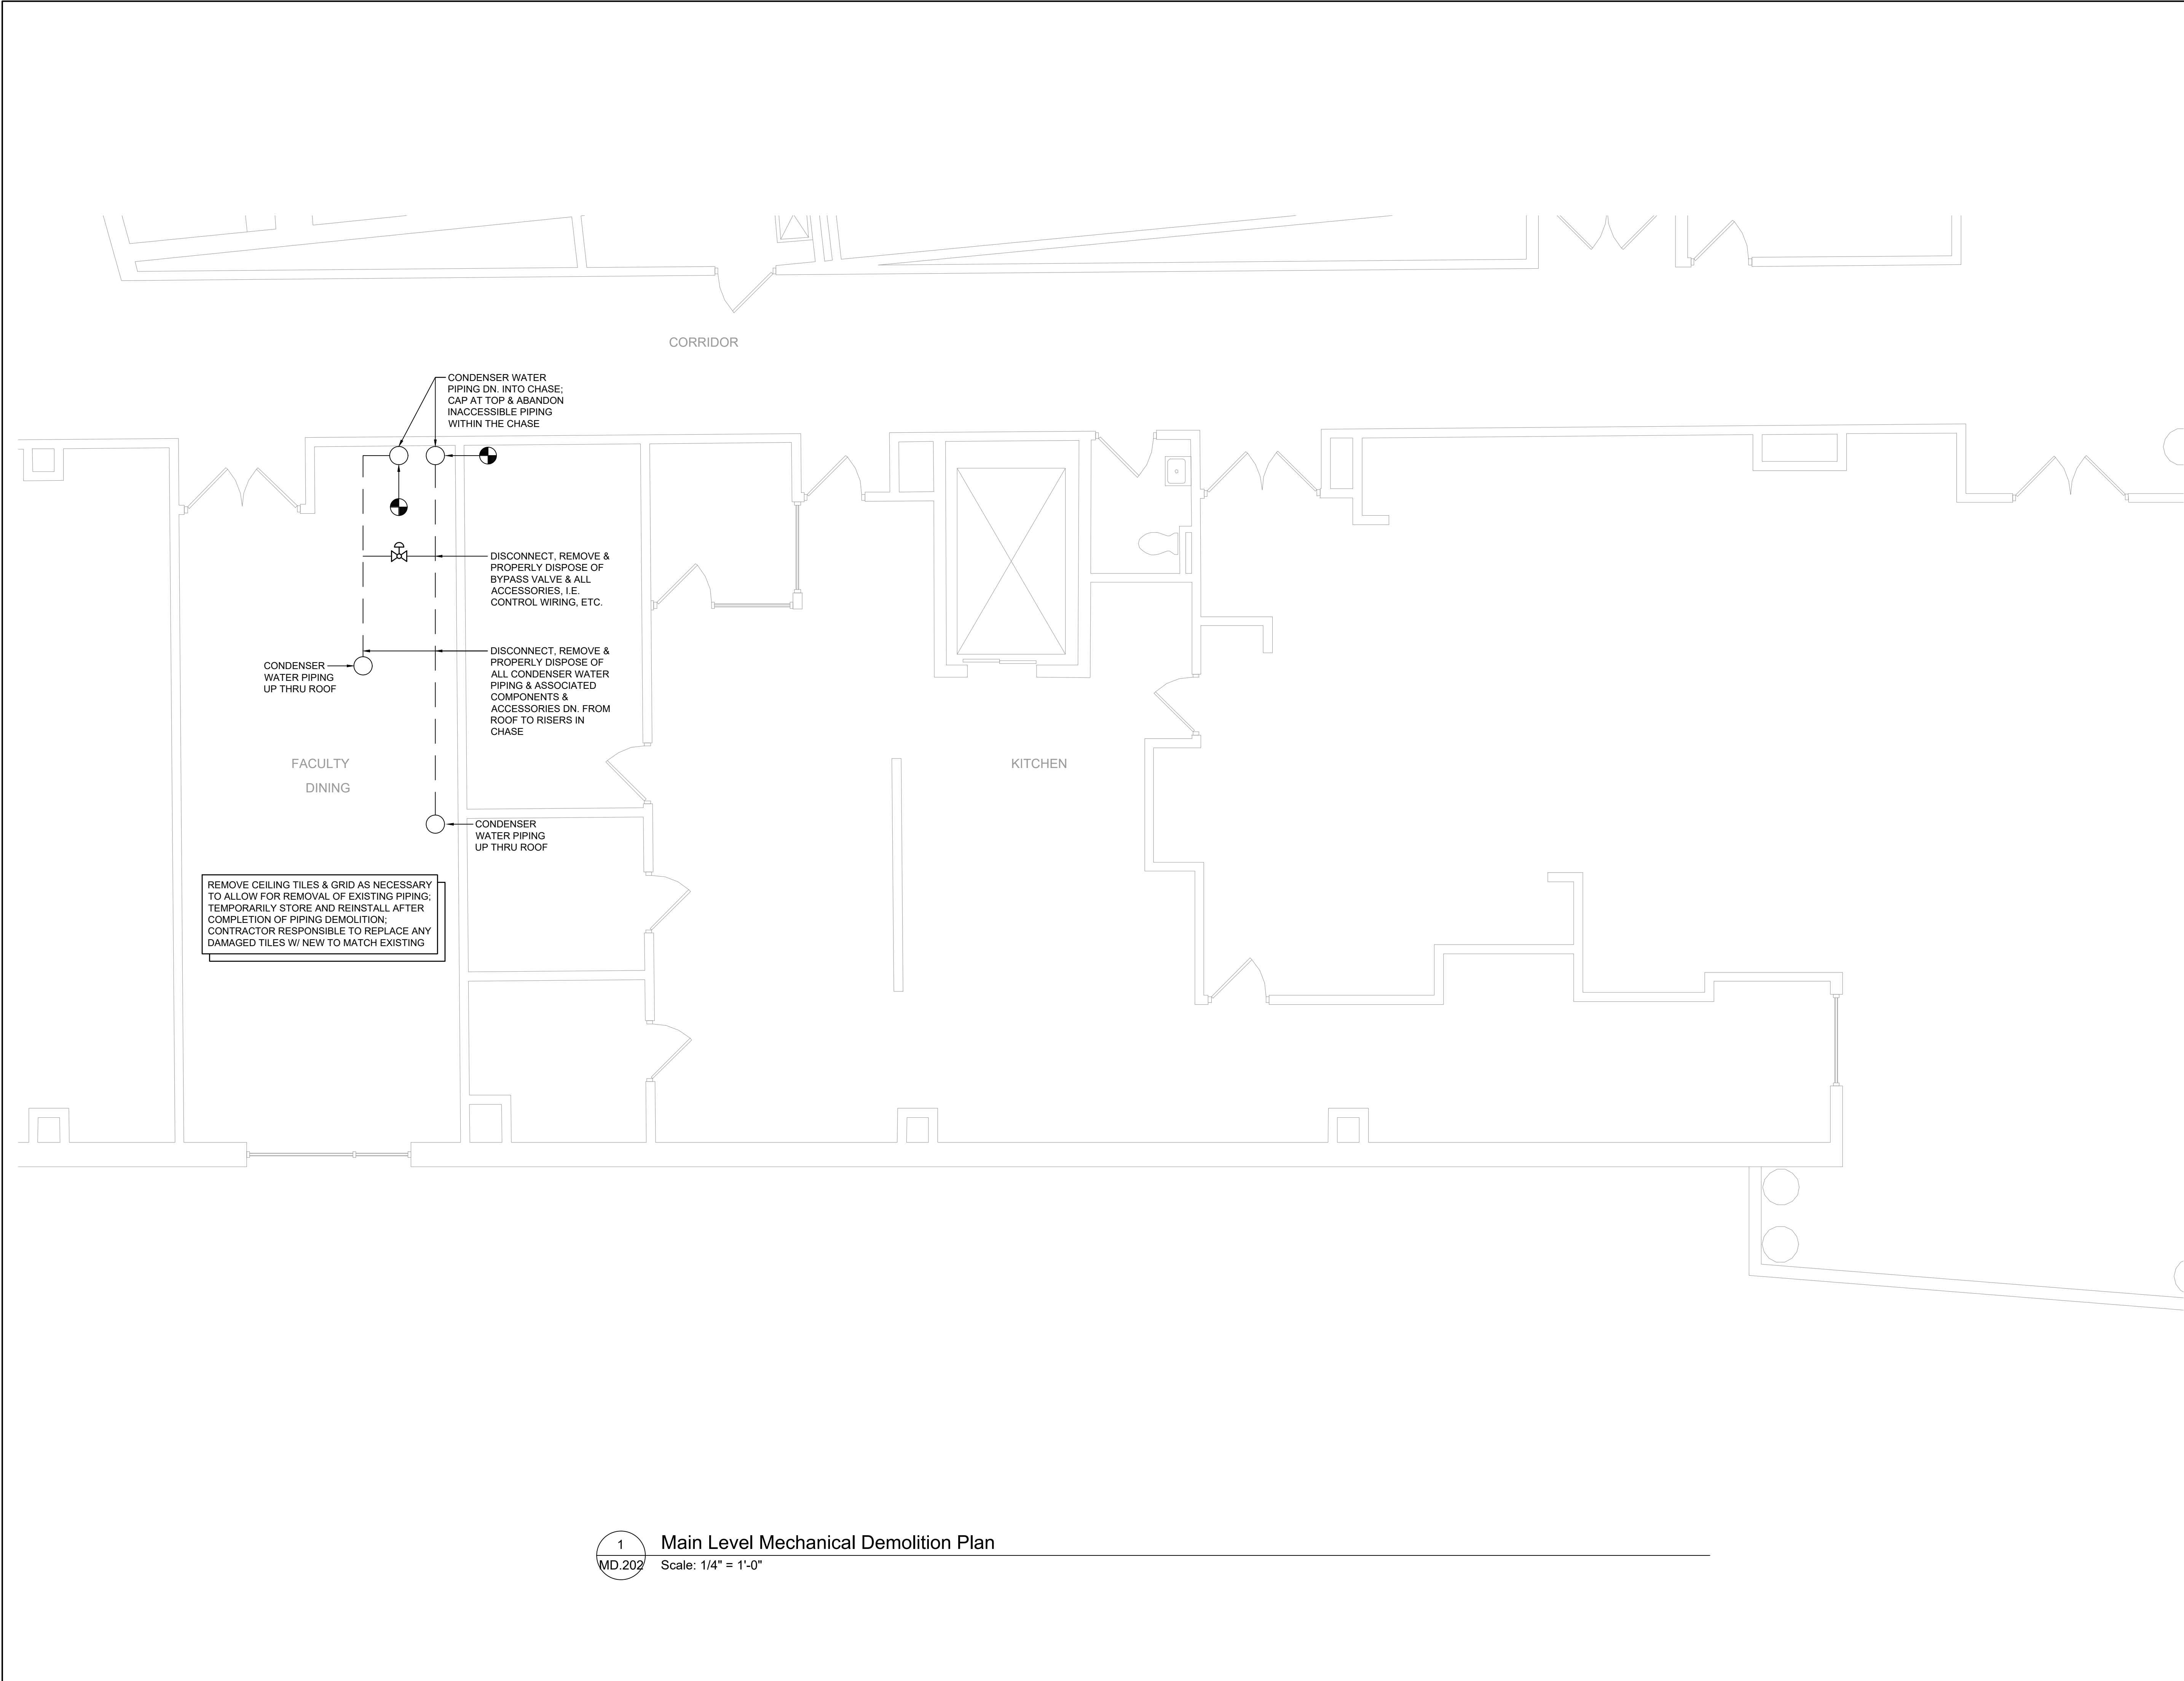 CORRIDOR
CONDENSER WATER
PIPING DN. INTO CHASE;
CAP AT TOP & ABANDON
INACCESSIBLE PIPING
WITHIN THE CHASE
DISCONNECT, REMOVE &
PROPERLY DISPOSE OF
BYPASS VALVE & ALL
ACCESSORIES, I.E.
CONTROL WIRING, ETC.
DISCONNECT, REMOVE &
PROPERLY DISPOSE OF
ALL CONDENSER WATER
PIPING & ASSOCIATED
COMPONENTS &
ACCESSORIES DN. FROM
ROOF TO RISERS IN
CHASE
CONDENSER
WATER PIPING
UP THRU ROOF
FACULTY
DINING
KITCHEN
CONDENSER
WATER PIPING
UP THRU ROOF
REMOVE CEILING TILES & GRID AS NECESSARY
TO ALLOW FOR REMOVAL OF EXISTING PIPING;
TEMPORARILY STORE AND REINSTALL AFTER
COMPLETION OF PIPING DEMOLITION;
CONTRACTOR RESPONSIBLE TO REPLACE ANY
DAMAGED TILES W/ NEW TO MATCH EXISTING
1
MD.202
Main Level Mechanical Demolition Plan
Scale: 1/4" = 1'-0"